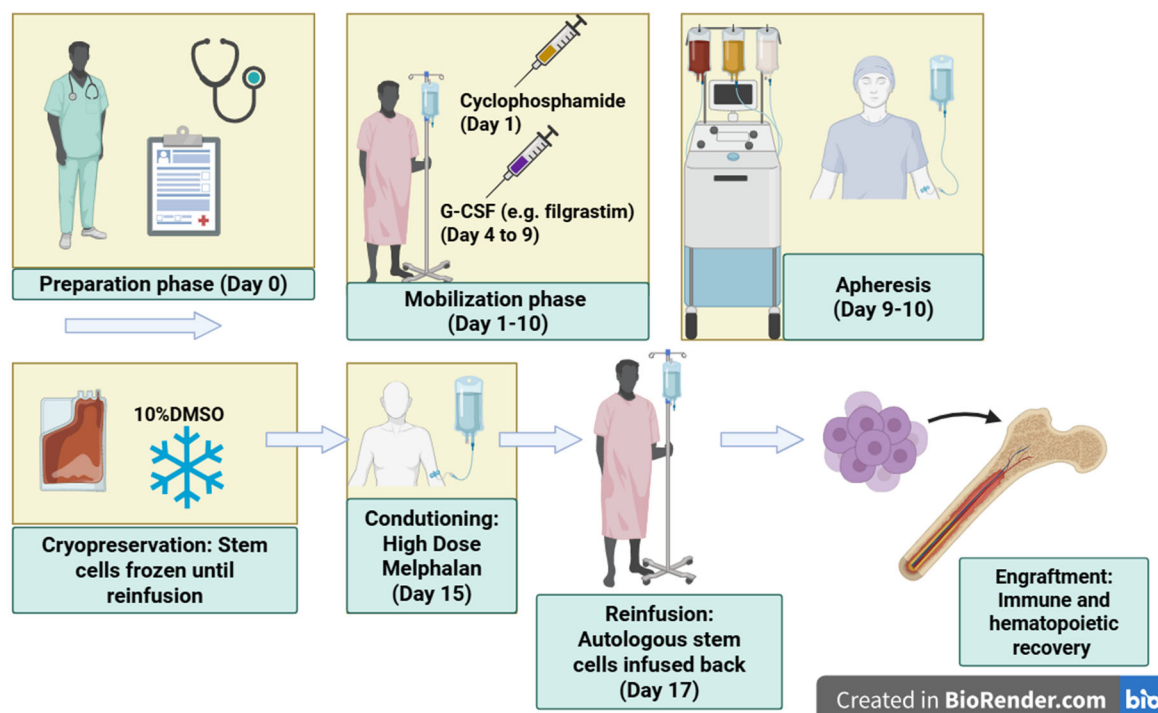 Cyclophosphamide
(Day 1)
G-CSF (e.g. filgrastim)
(Day 4 to 9)
Preparation phase (Day 0)
Mobilization phase
(Day 1-10)
Apheresis
(Day 9-10)
10%DMSO
Cryopreservation: Stem
cells frozen until
reinfusion
Condutioning:
High Dose
Melphalan
(Day 15)
Reinfusion:
Autologous stem
cells infused back
(Day 17)
Engraftment:
Immune and
hematopoietic
recovery
Created in BioRender.com
bio